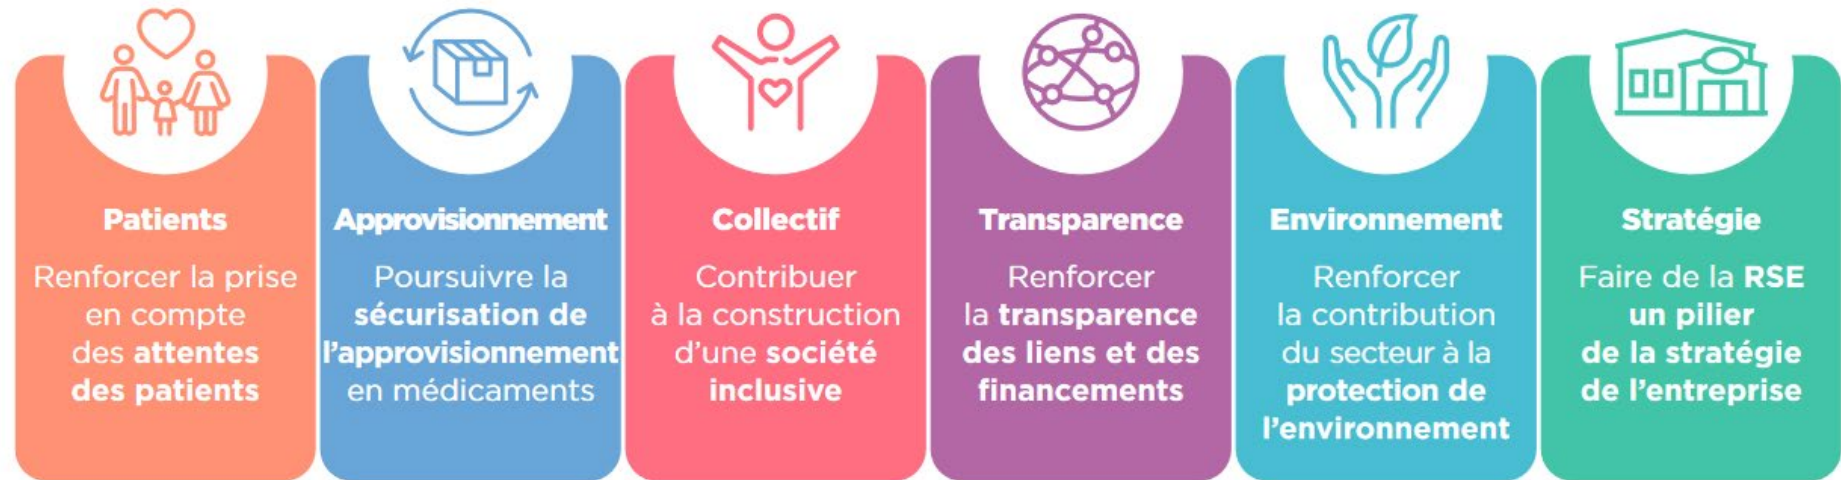 Patients
Renforcer la prise
en compte
des attentes
des patients
Approvisionnement
Poursuivre la
sécurisation de
l’approvisionnement
en médicaments
Collectif
Contribuer
à la construction
d’une société
inclusive
Transparence
Renforcer
la transparence
des liens et des
financements
Environnement
Renforcer
la contribution
du secteur à la
protection de
l’environnement
Stratégie
Faire de la RSE
un pilier
de la stratégie
de l’entreprise